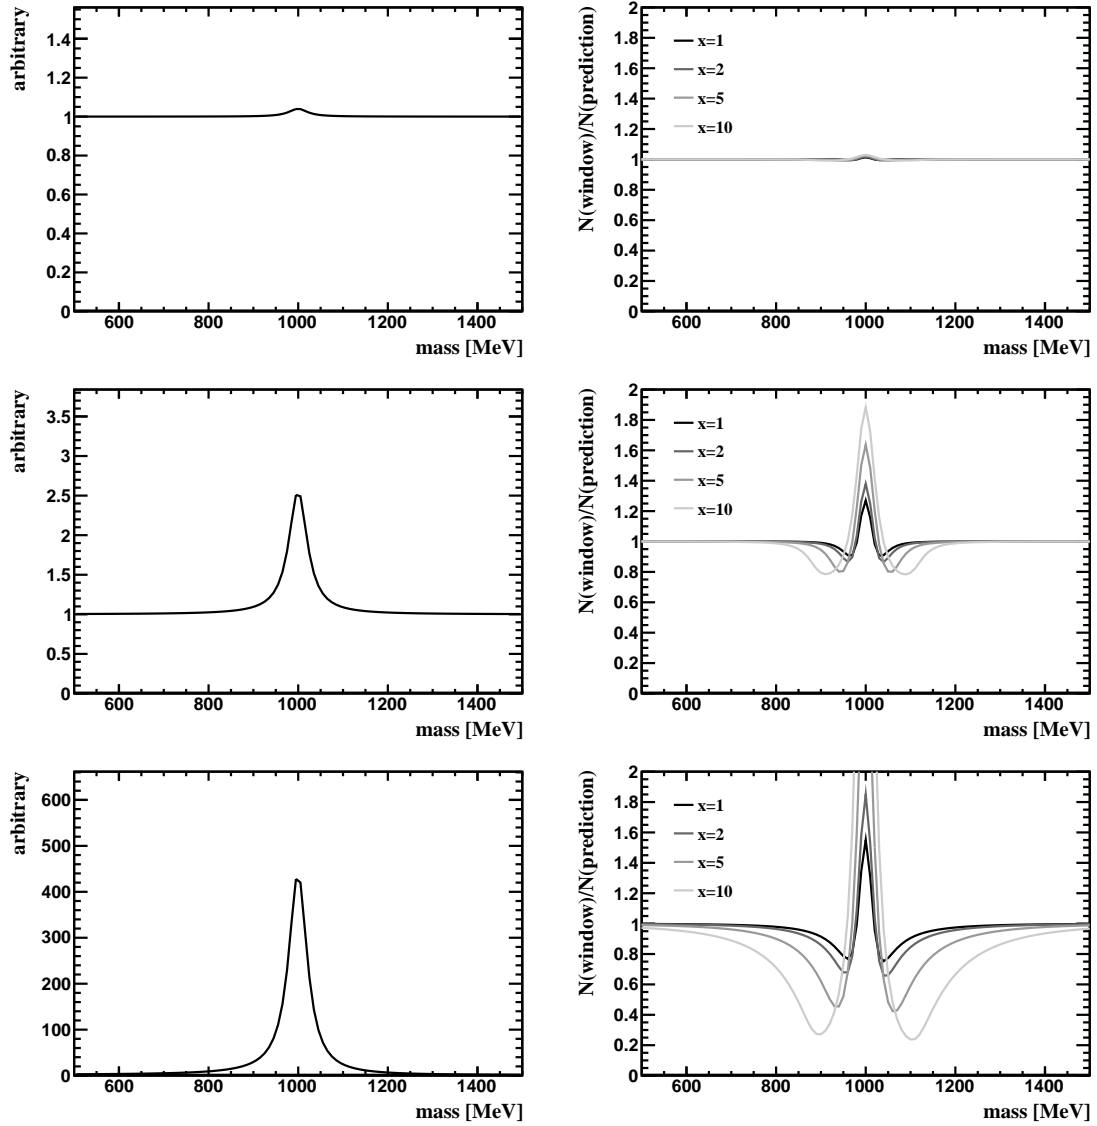 arbitrary
1.4
1.2
1
0.8
0.6
0.4
0.2
0
600 800 1000 1200 1400
mass [MeV]
N(window)/N(prediction)
2
1.8
1.6
1.4
1.2
1
0.8
0.6
0.4
0.2
0
x=1
x=2
x=5
x=10
600 800 1000 1200 1400
mass [MeV]
arbitrary
3.5
3
2.5
2
1.5
1
0.5
0
600 800 1000 1200 1400
mass [MeV]
N(window)/N(prediction)
2
1.8
1.6
1.4
1.2
1
0.8
0.6
0.4
0.2
0
x=1
x=2
x=5
x=10
600 800 1000 1200 1400
mass [MeV]
arbitrary
600
500
400
300
200
100
0
600 800 1000 1200 1400
mass [MeV]
N(window)/N(prediction)
2
1.8
1.6
1.4
1.2
1
0.8
0.6
0.4
0.2
0
x=1
x=2
x=5
x=10
600 800 1000 1200 1400
mass [MeV]